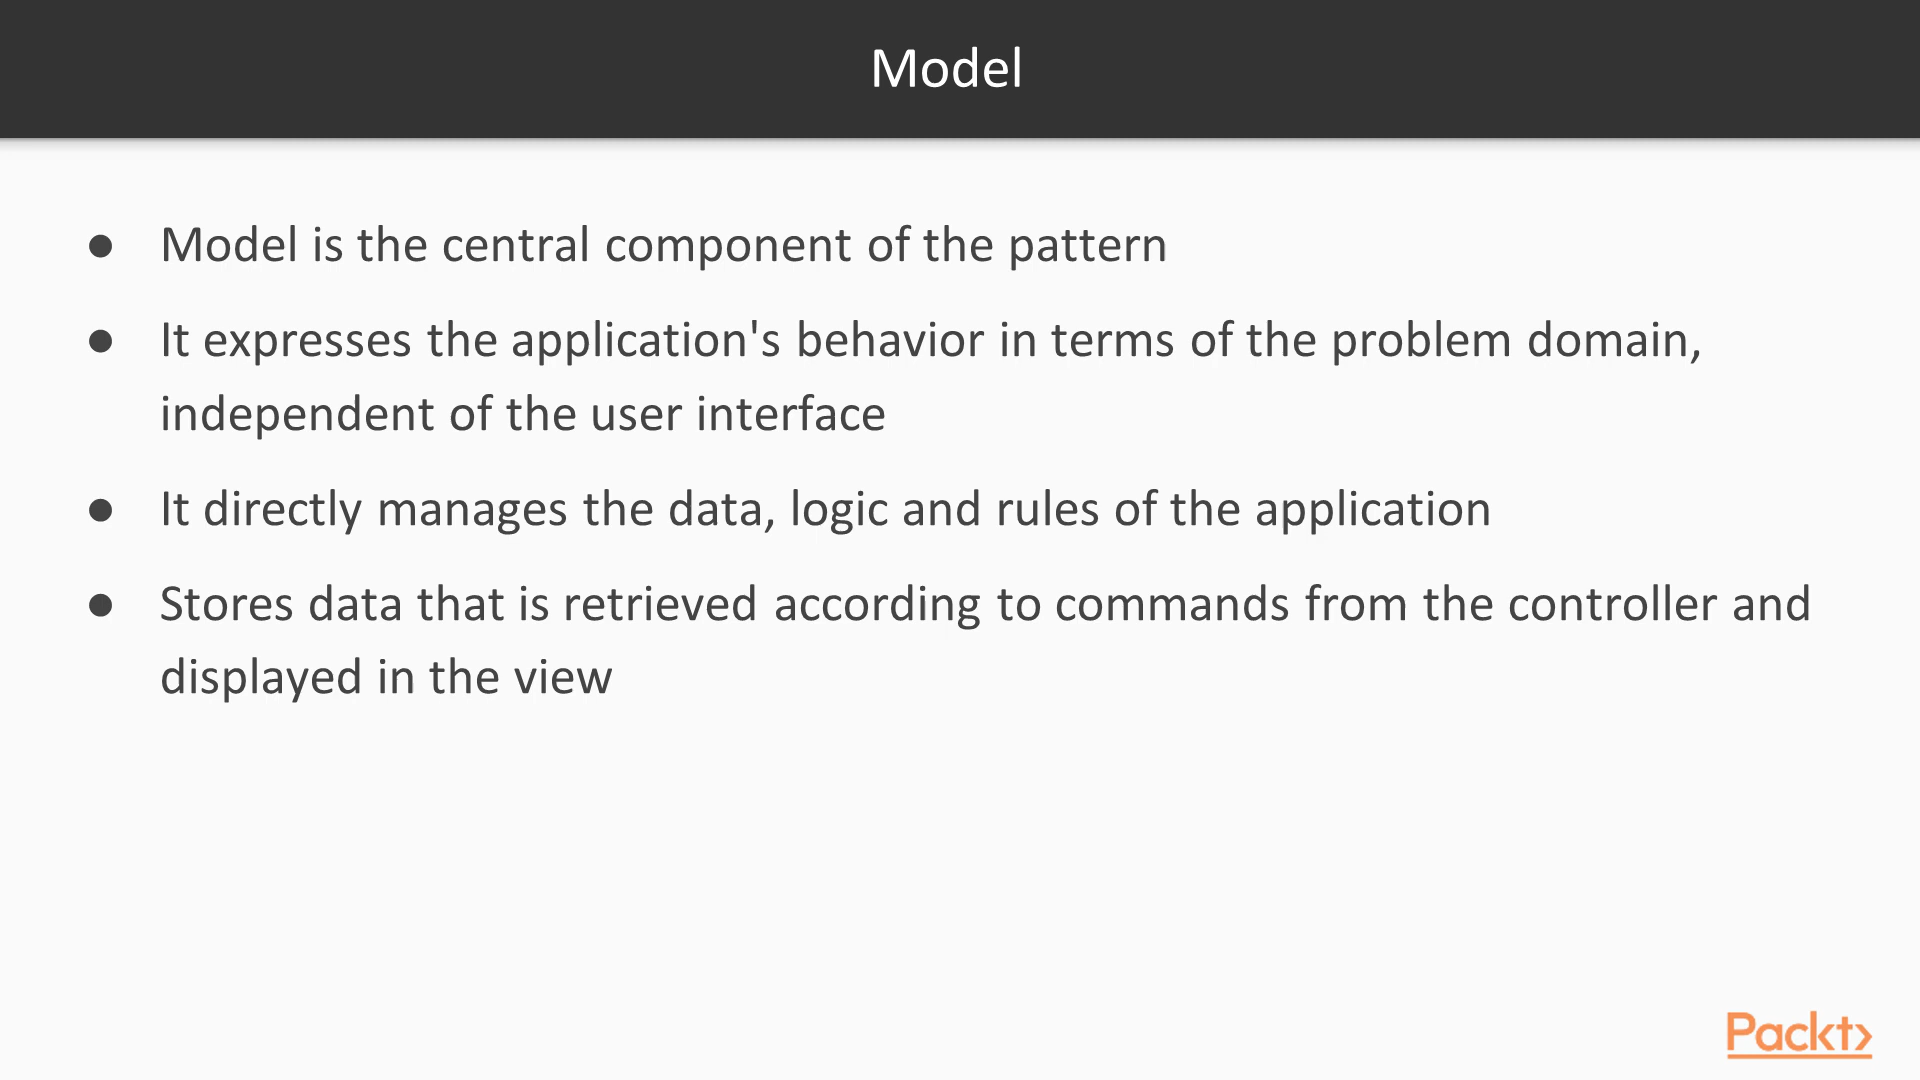 Model
● Model is the central component of the pattern
● It expresses the application's behavior in terms of the problem domain,
independent of the user interface
● It directly manages the data, logic and rules of the application
● Stores data that is retrieved according to commands from the controller and
displayed in the view
Packt>